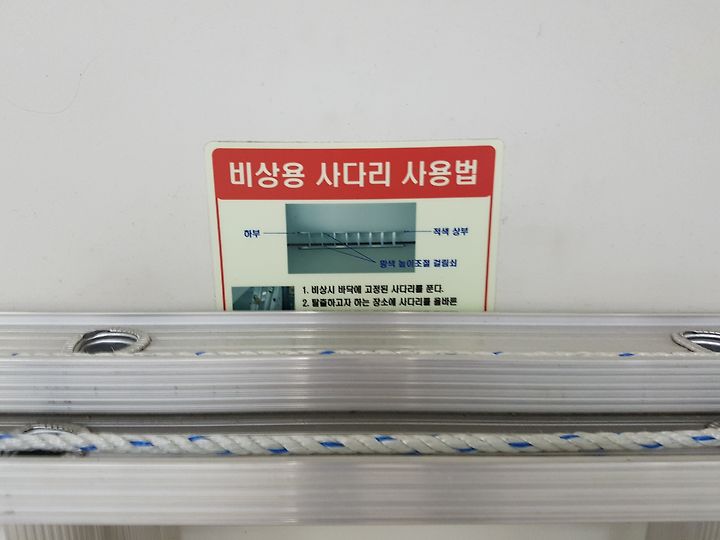 비상용 사다리 사용법
하부
적색 상부
황색 높이조절 걸림쇠
1. 비상시 바닥에 고정된 사다리를 푼다.
2. 탈출하고자 하는 장소에 사다리를 올바른